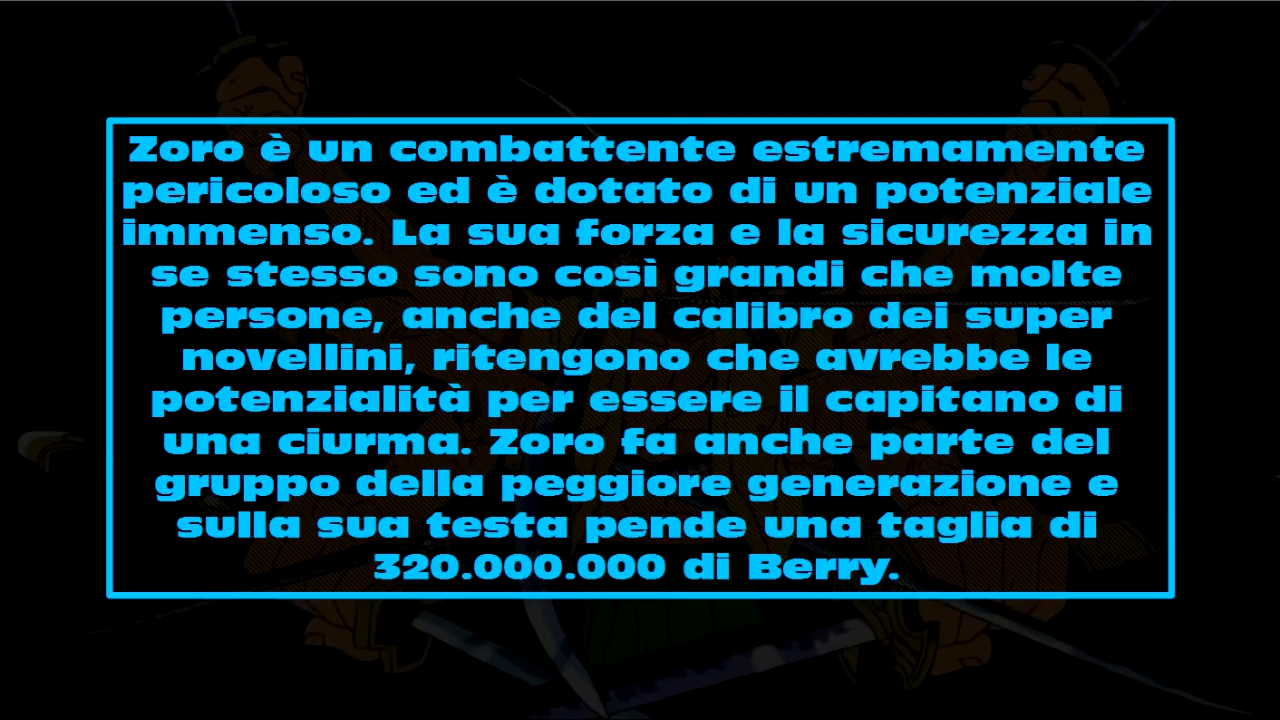 Zoro è un combattente estremamente
pericoloso ed è dotato di un potenziale
immenso. La sua forza e la sicurezza in
se stesso sono così grandi che molte
persone, anche del calibro dei super
novellini, ritengono che avrebbe le
potenzialità per essere il capitano di
una ciurma. Zoro fa anche parte del
gruppo della peggiore generazione e
sulla sua testa pende una taglia di
320.000.000 di Berry.